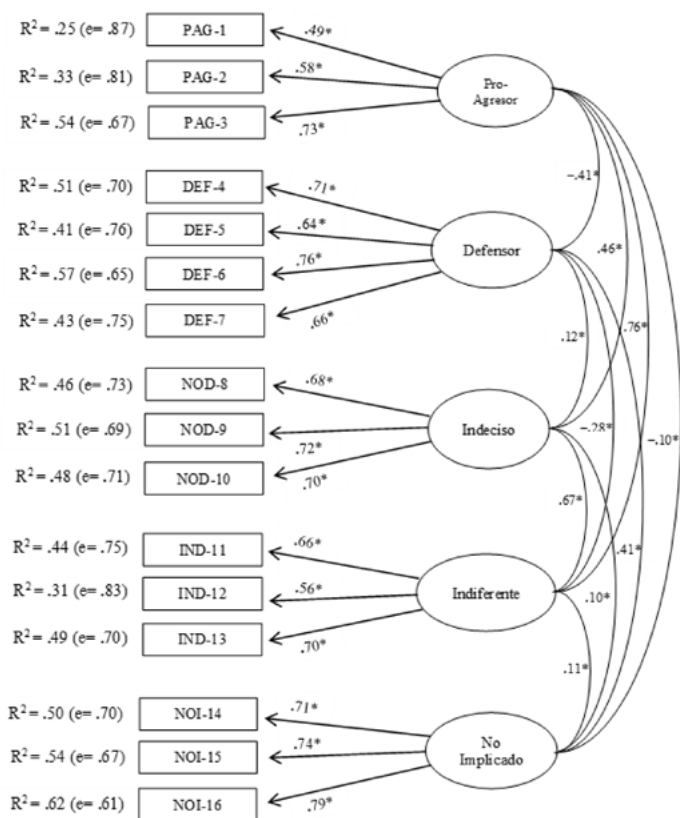 R² = .25 (e= .87) PAG-1 .49*
R² = .33 (e= .81) PAG-2 .58*
Pro-
Agresor
R² = .54 (e= .67) PAG-3 .73*
-.41*
R² = .51 (e= .70) DEF-4 .71*
R² = .41 (e= .76) DEF-5 .64*
Defensor .46*
R² = .57 (e= .65) DEF-6 .76*
R² = .43 (e= .75) DEF-7 .66*
.12* .76*
R² = .46 (e= .73) NOD-8 .68*
R² = .51 (e= .69) NOD-9 .72*
Indeciso -.28* -.10*
R² = .48 (e= .71) NOD-10 .70*
.67*
R² = .44 (e= .75) IND-11 .66*
.41*
R² = .31 (e= .83) IND-12 .56*
Indiferente .10*
R² = .49 (e= .70) IND-13 .70*
.11*
R² = .50 (e= .70) NOI-14 .71*
R² = .54 (e= .67) NOI-15 .74*
No
Implicado
R² = .62 (e= .61) NOI-16 .79*